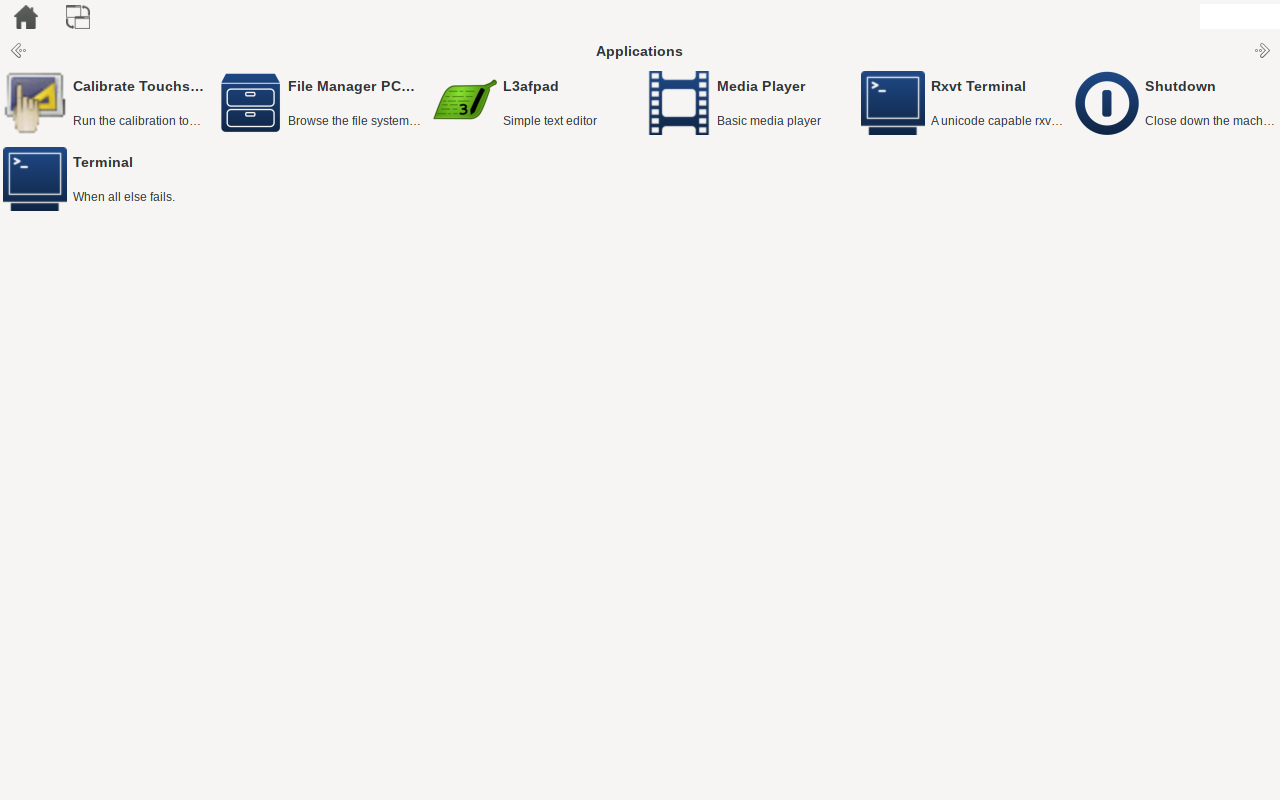 Applications
Calibrate Touchs…
Run the calibration to…
File Manager PC…
Browse the file system…
L3afpad
Simple text editor
Media Player
Basic media player
Rxvt Terminal
A unicode capable rxv…
Shutdown
Close down the mach…
Terminal
When all else fails.